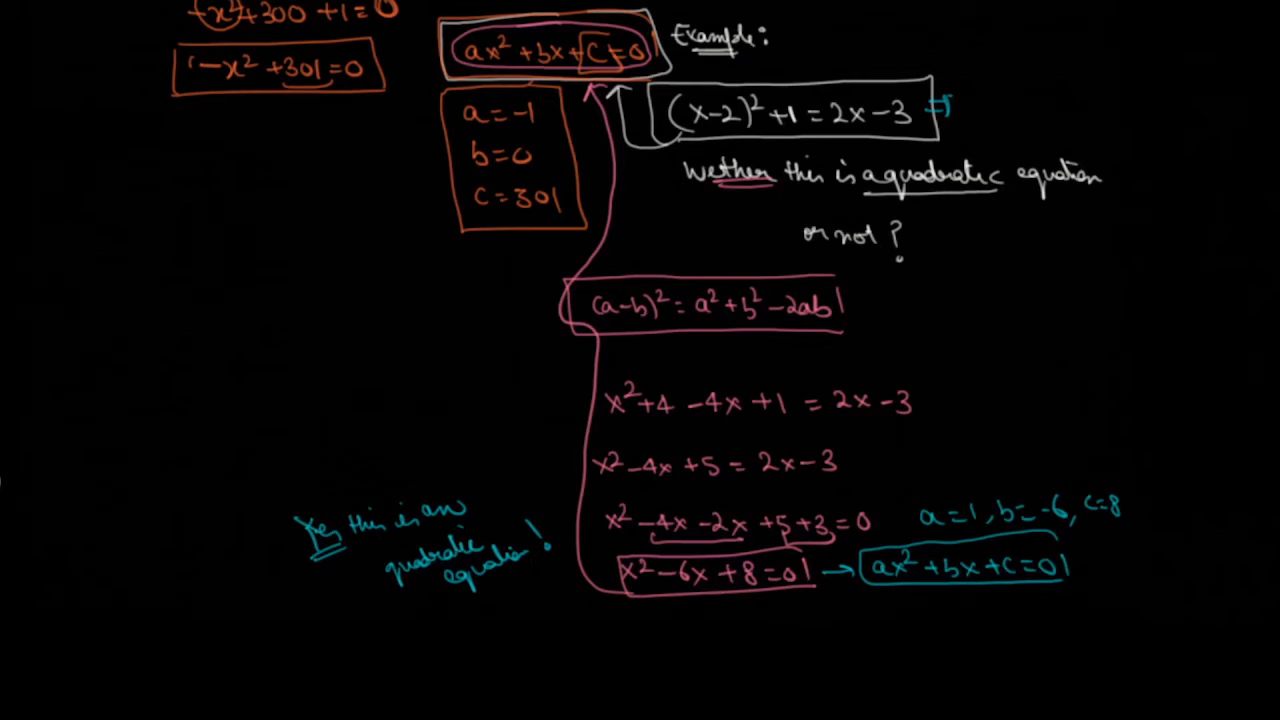 -x² + 300 + 1 = 0
-x² + 301 = 0
ax² + bx + c = 0
a = -1
b = 0
c = 301
Example:
(x-2)² + 1 = 2x - 3 ⇒
Wether this is a quadratic equation
or not?
(a-b)² = a² + b² - 2ab
x² + 4 - 4x + 1 = 2x - 3
x² - 4x + 5 = 2x - 3
x² - 4x - 2x + 5 + 3 = 0
x² - 6x + 8 = 0 → ax² + bx + c = 0
a = 1, b = -6, c = 8
Yes this is an
quadratic
equation!